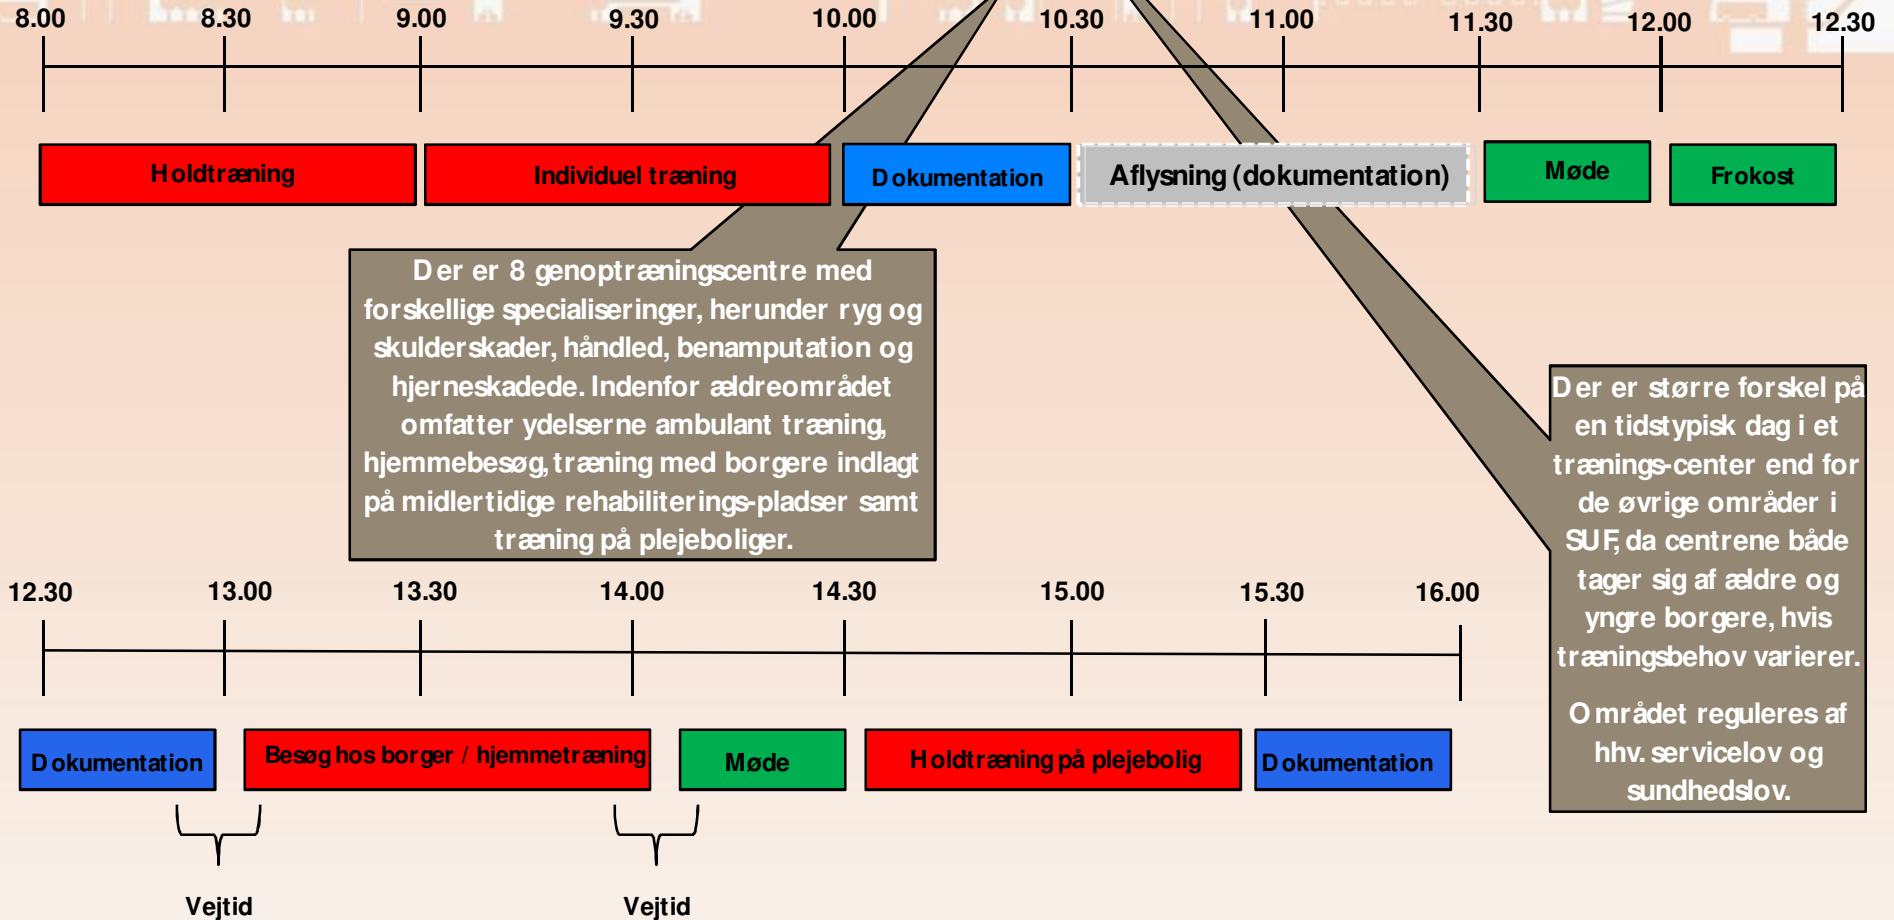 8.00 8.30 9.00 9.30 10.00 10.30 11.00 11.30 12.00 12.30
Holdtræning Individuel træning Dokumentation Aflysning (dokumentation) Møde Frokost
Der er 8 genoptræningscentre med
forskellige specialiseringer, herunder ryg og
skulderskader, håndled, benamputation og
hjerneskadede. Indenfor ældreområdet
omfatter ydelserne ambulant træning,
hjemmebesøg, træning med borgere indlagt
på midlertidige rehabiliterings-pladser samt
træning på plejeboliger.
Der er større forskel på
en tidstypisk dag i et
trænings-center end for
de øvrige områder i
SUF, da centrene både
tager sig af ældre og
yngre borgere, hvis
træningsbehov varierer.
Området reguleres af
hhv. servicelov og
sundhedslov.
12.30 13.00 13.30 14.00 14.30 15.00 15.30 16.00
Dokumentation Besøg hos borger / hjemmetræning Møde Holdtræning på plejebolig Dokumentation
Vejtid Vejtid